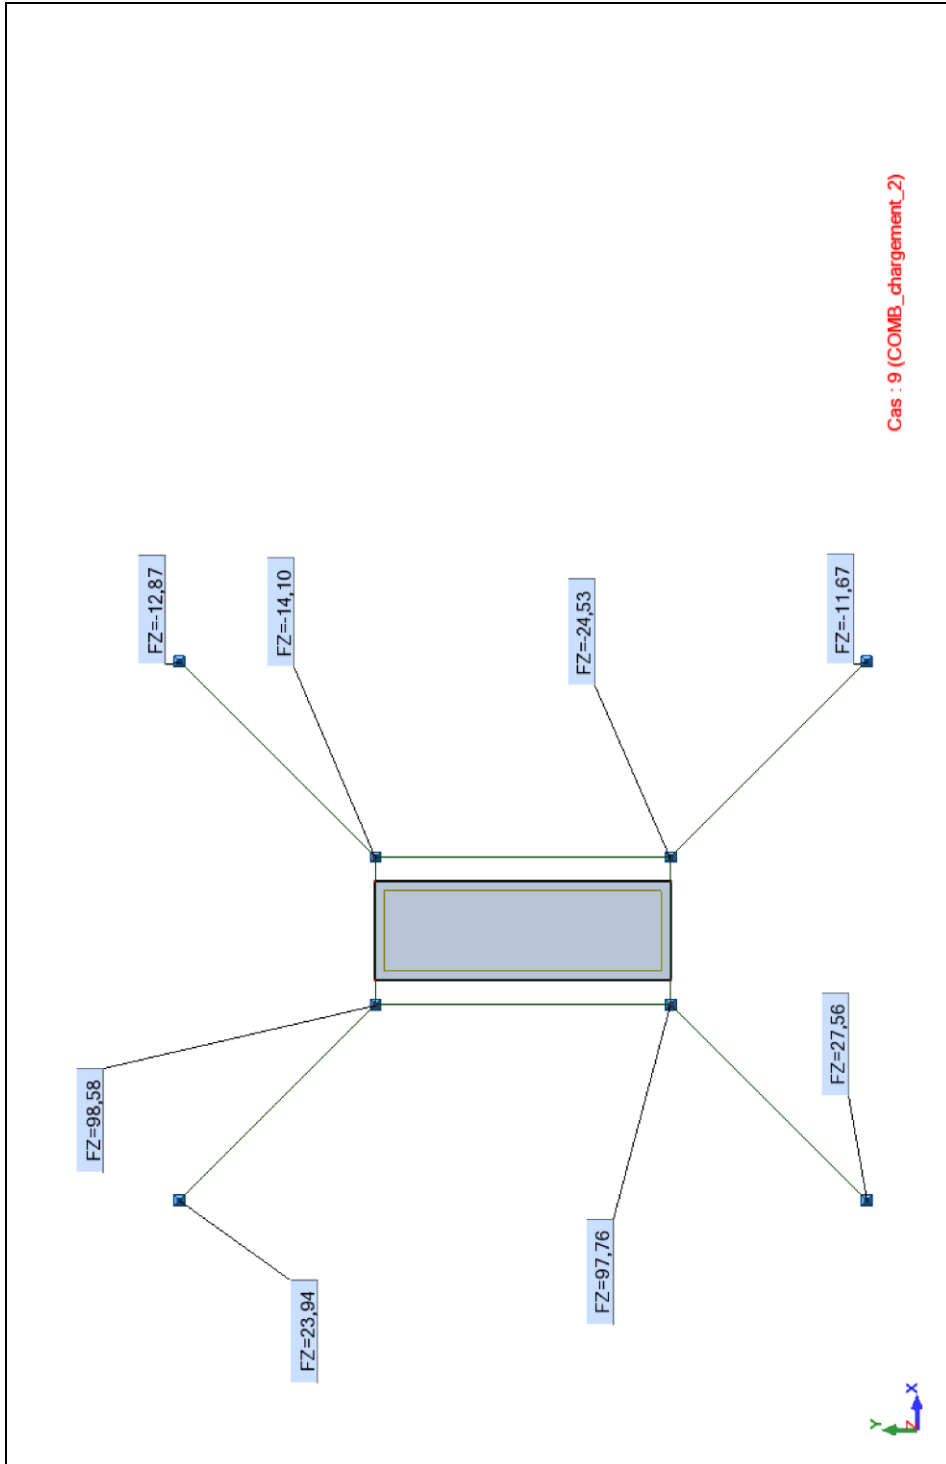 FZ=-12,87
FZ=-14,10
FZ=-24,53
FZ=-11,67
FZ=98,58
FZ=27,56
FZ=23,94
FZ=97,76
Cas : 9 (COMB_chargement_2)
Y
Z
X